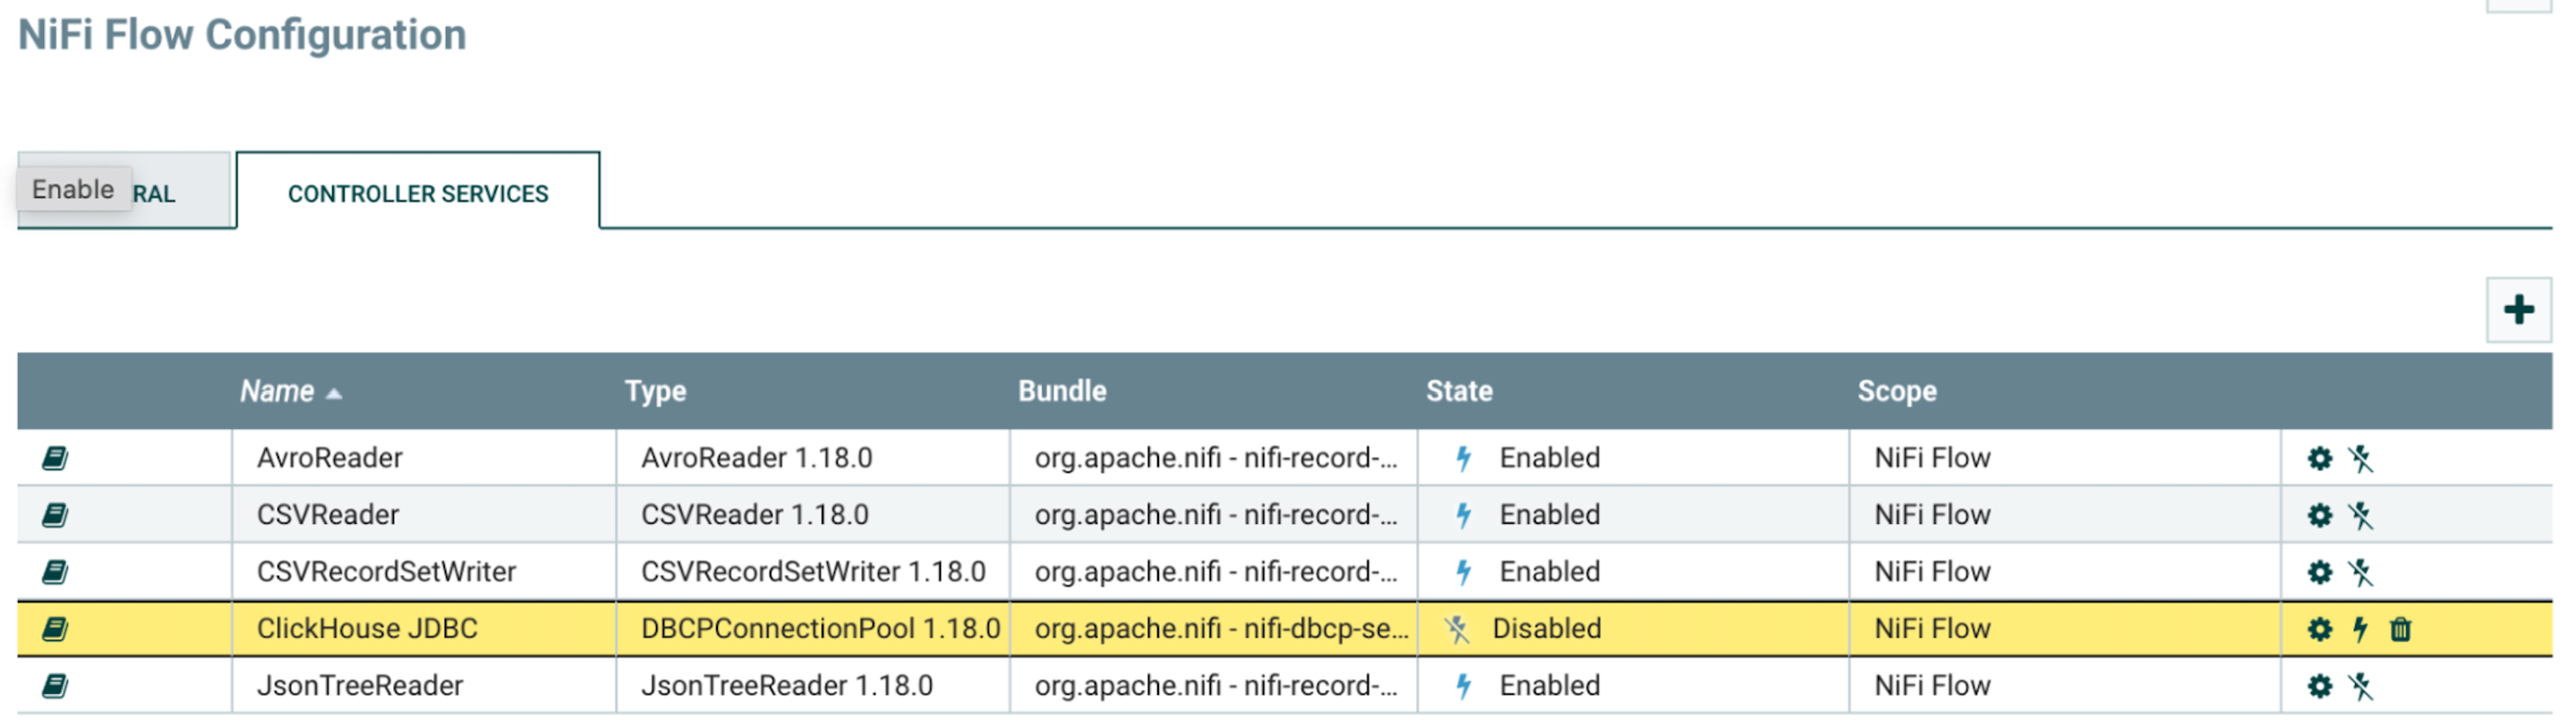 NiFi Flow Configuration
Enable RAL CONTROLLER SERVICES
Name Type Bundle State Scope
AvroReader AvroReader 1.18.0 org.apache.nifi - nifi-record-... Enabled NiFi Flow
CSVReader CSVReader 1.18.0 org.apache.nifi - nifi-record-... Enabled NiFi Flow
CSVRecordSetWriter CSVRecordSetWriter 1.18.0 org.apache.nifi - nifi-record-... Enabled NiFi Flow
ClickHouse JDBC DBCPConnectionPool 1.18.0 org.apache.nifi - nifi-dbcp-se... Disabled NiFi Flow
JsonTreeReader JsonTreeReader 1.18.0 org.apache.nifi - nifi-record-... Enabled NiFi Flow